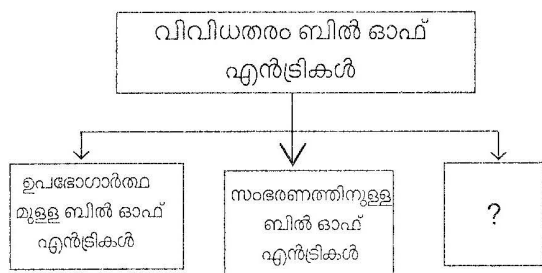 വിവിധതരം ബിൽ ഓഫ്
എൻട്രികൾ
ഉപഭോഗാർത്ഥ
മുള്ള ബിൽ ഓഫ്
എൻട്രികൾ
സംഭരണത്തിനുള്ള
ബിൽ ഓഫ്
എൻട്രികൾ
?